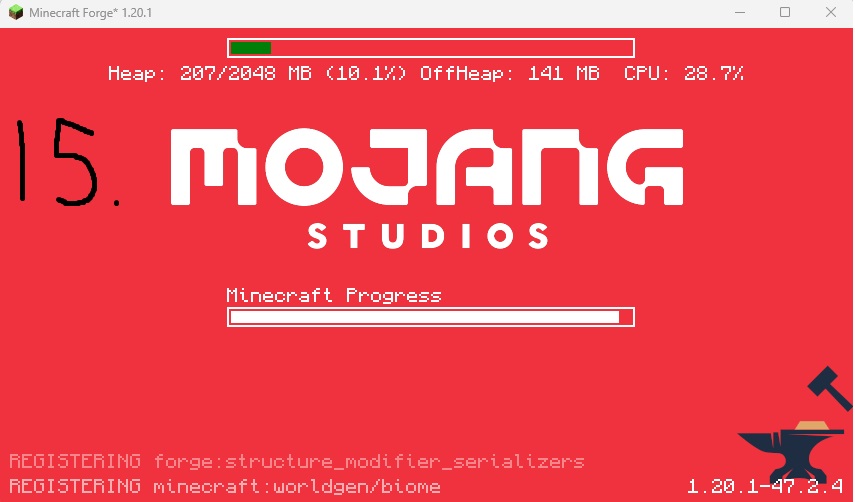 Minecraft Forge* 1.20.1
Heap: 207/2048 MB (10.1%) OffHeap: 141 MB  CPU: 28.7%
15.
MOJANG
STUDIOS
Minecraft Progress
REGISTERING forge:structure_modifier_serializers
REGISTERING minecraft:worldgen/biome
1.20.1-47.2.4